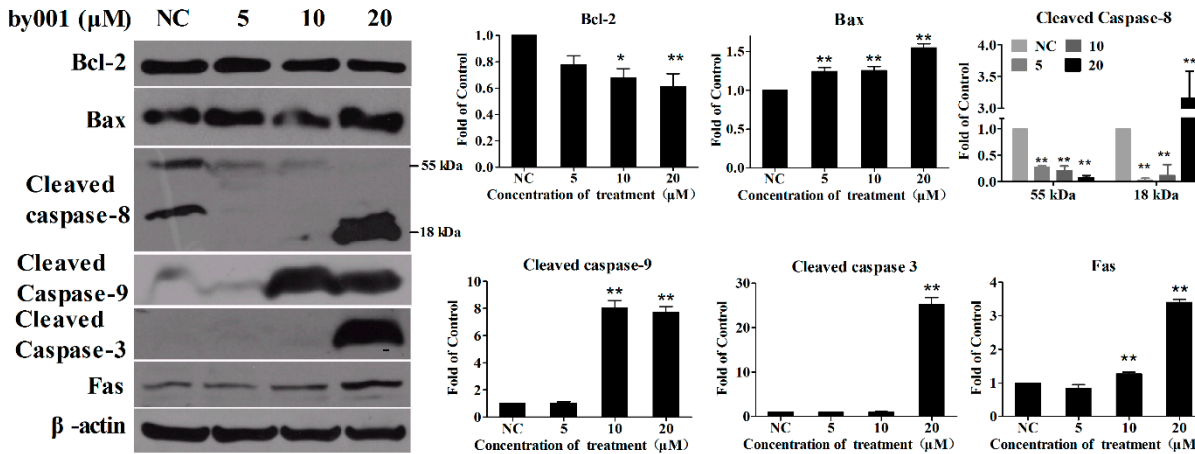 by001 (μM) NC 5 10 20
Bcl-2
Bax
Cleaved
caspase-8
55 kDa
18 kDa
Cleaved
Caspase-9
Cleaved
Caspase-3
Fas
β -actin
Bcl-2
Fold of Control
1.0
0.8
0.6
0.4
0.2
0.0
* **
NC 5 10 20
Concentration of treatment (μM)
Bax
Fold of Control
1.5
1.0
0.5
0.0
** ** **
NC 5 10 20
Concentration of treatment (μM)
Cleaved Caspase-8
NC 10
5 20
Fold of Control
4.0
3.5
3.0
1.0
0.5
0.0
** ** ** ** ** **
55 kDa 18 kDa
Cleaved caspase-9
Fold of Control
10
8
6
4
2
0
** **
NC 5 10 20
Concentration of treatment (μM)
Cleaved caspase 3
Fold of Control
30
20
10
0
**
NC 5 10 20
Concentration of treatment (μM)
Fas
Fold of Control
4
3
2
1
0
** **
NC 5 10 20
Concentration of treatment (μM)